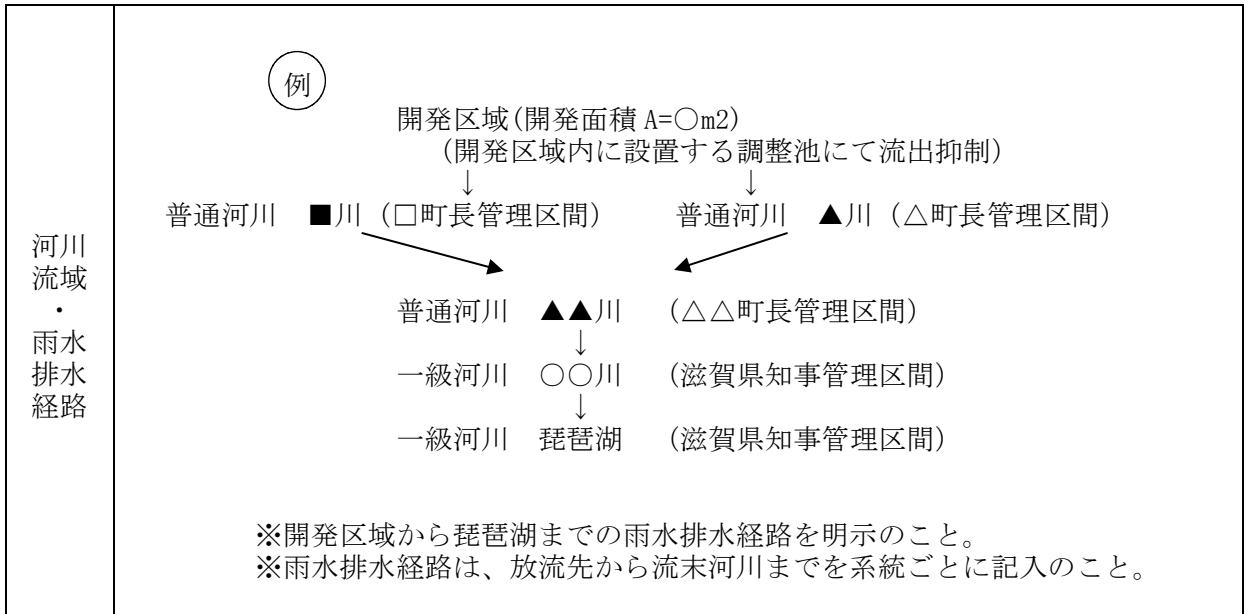 例
開発区域(開発面積 A=○m2)
(開発区域内に設置する調整池にて流出抑制)
↓ ↓
普通河川 ■川 (□町長管理区間) 普通河川 ▲川 (△町長管理区間)
普通河川 ▲▲川 (△△町長管理区間)
↓
一級河川 ○○川 (滋賀県知事管理区間)
↓
一級河川 琵琶湖 (滋賀県知事管理区間)
河川
流域
・
雨水
排水
経路
※開発区域から琵琶湖までの雨水排水経路を明示のこと。
※雨水排水経路は、放流先から流末河川までを系統ごとに記入のこと。